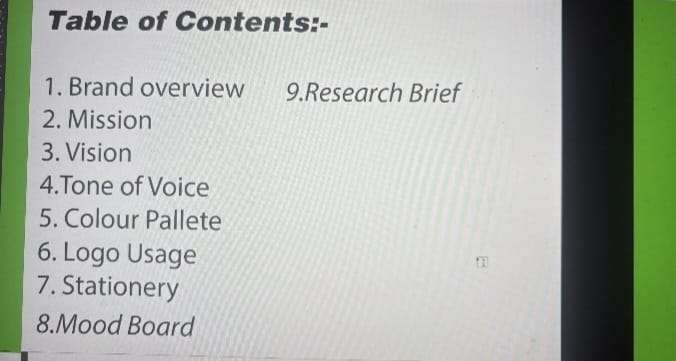 Table of Contents:-
1. Brand overview
2. Mission
3. Vision
4.Tone of Voice
5. Colour Pallete
6. Logo Usage
7. Stationery
8.Mood Board
9.Research Brief